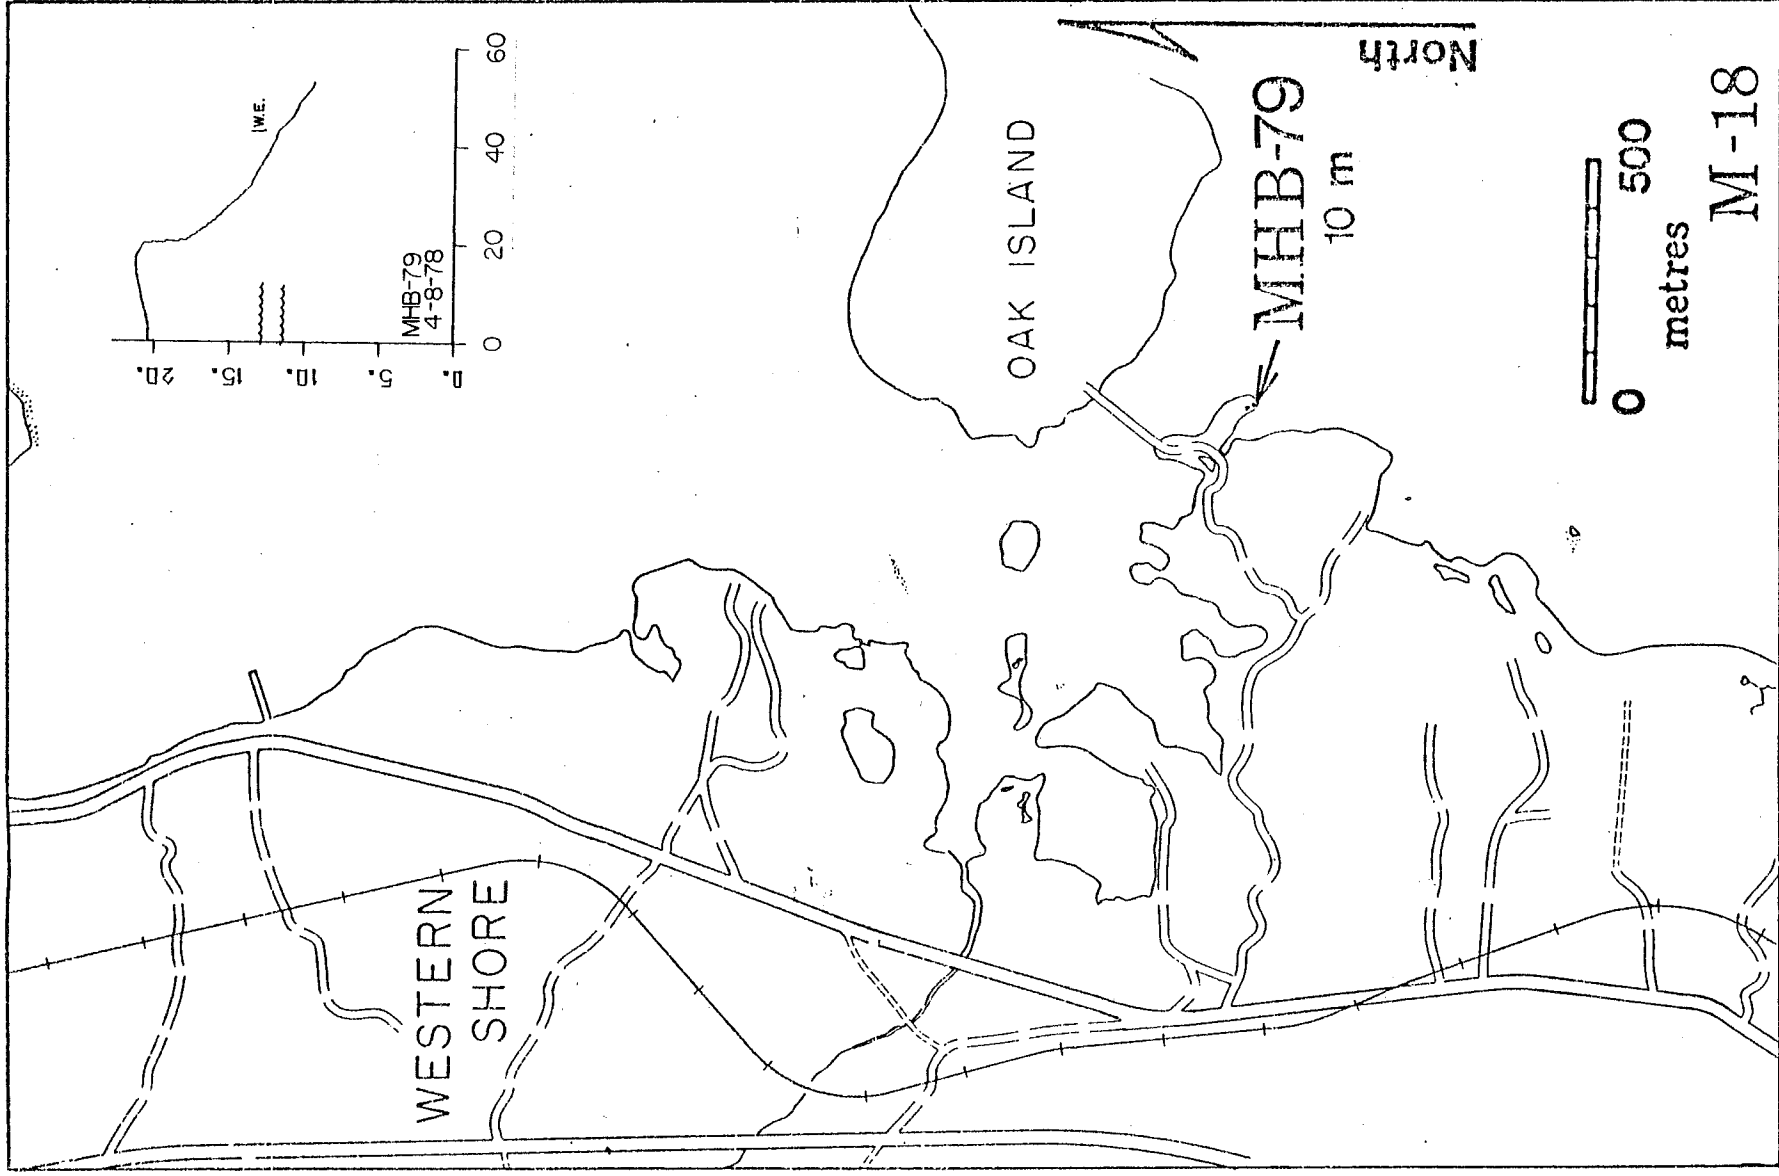 20.
15.
10.
5.
0.
0
20
40
60
W.E.
MHB-79
4-8-78
North
OAK ISLAND
MHB-79
10 m
WESTERN
SHORE
0
500
metres
M-18